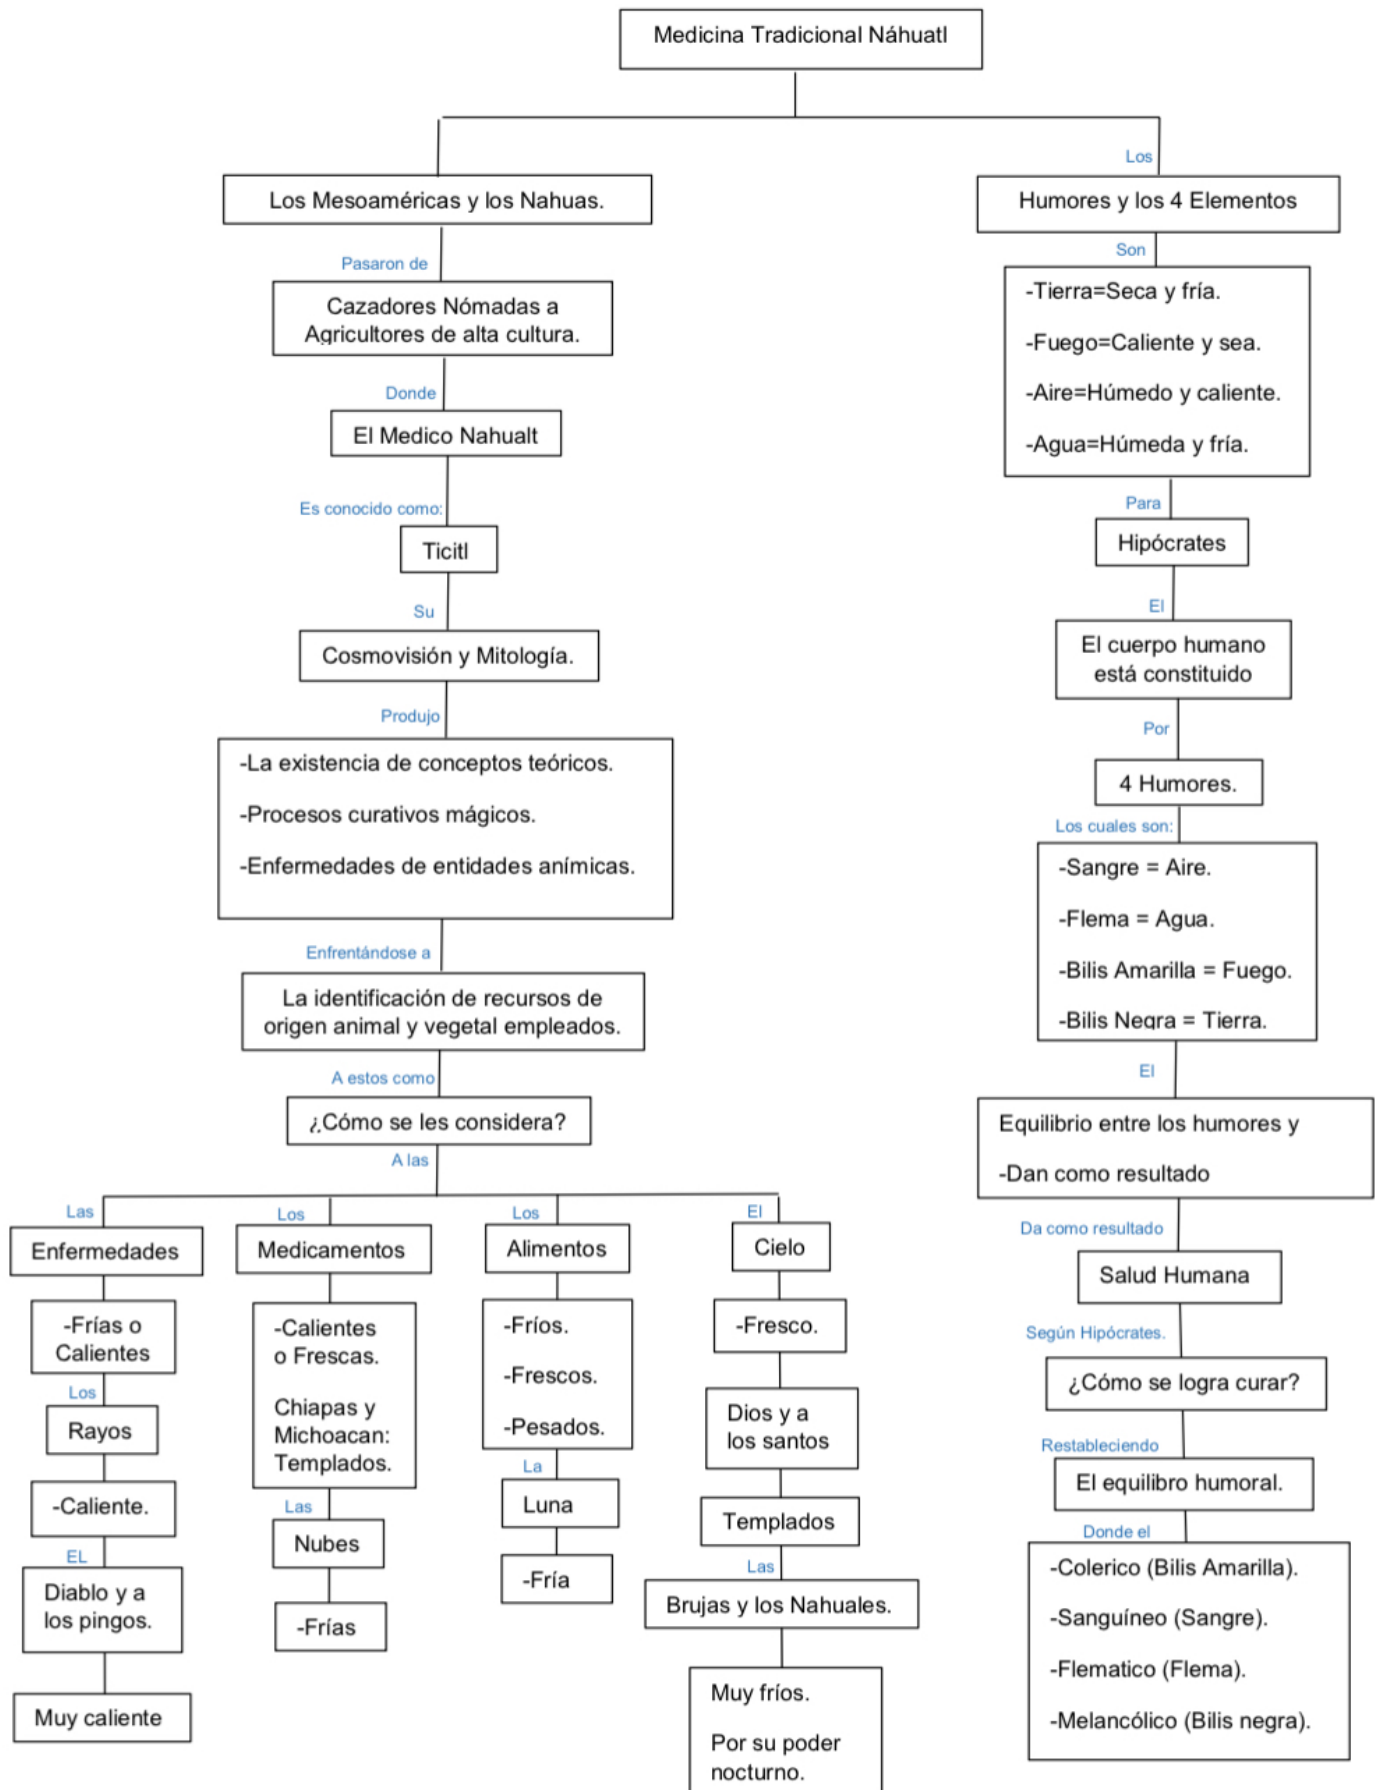 Medicina Tradicional Náhuatl
Los Mesoaméricas y los Nahuas.
Pasaron de
Cazadores Nómadas a
Agricultores de alta cultura.
Donde
El Medico Nahualt
Es conocido como:
Ticitl
Su
Cosmovisión y Mitología.
Produjo
-La existencia de conceptos teóricos.
-Procesos curativos mágicos.
-Enfermedades de entidades anímicas.
Enfrentándose a
La identificación de recursos de
origen animal y vegetal empleados.
A estos como
¿Cómo se les considera?
A las
Las
Enfermedades
-Frías o
Calientes
Los
Rayos
-Caliente.
EL
Diablo y a
los pingos.
Muy caliente
Los
Medicamentos
-Calientes
o Frescas.
Chiapas y
Michoacan:
Templados.
Las
Nubes
-Frías
Los
Alimentos
-Fríos.
-Frescos.
-Pesados.
La
Luna
-Fría
El
Cielo
-Fresco.
Dios y a
los santos
Templados
Las
Brujas y los Nahuales.
Muy fríos.
Por su poder
nocturno.
Los
Humores y los 4 Elementos
Son
-Tierra=Seca y fría.
-Fuego=Caliente y sea.
-Aire=Húmedo y caliente.
-Agua=Húmeda y fría.
Para
Hipócrates
El
El cuerpo humano
está constituido
Por
4 Humores.
Los cuales son:
-Sangre = Aire.
-Flema = Agua.
-Bilis Amarilla = Fuego.
-Bilis Negra = Tierra.
El
Equilibrio entre los humores y
-Dan como resultado
Da como resultado
Salud Humana
Según Hipócrates.
¿Cómo se logra curar?
Restableciendo
El equilibro humoral.
Donde el
-Colerico (Bilis Amarilla).
-Sanguíneo (Sangre).
-Flematico (Flema).
-Melancólico (Bilis negra).